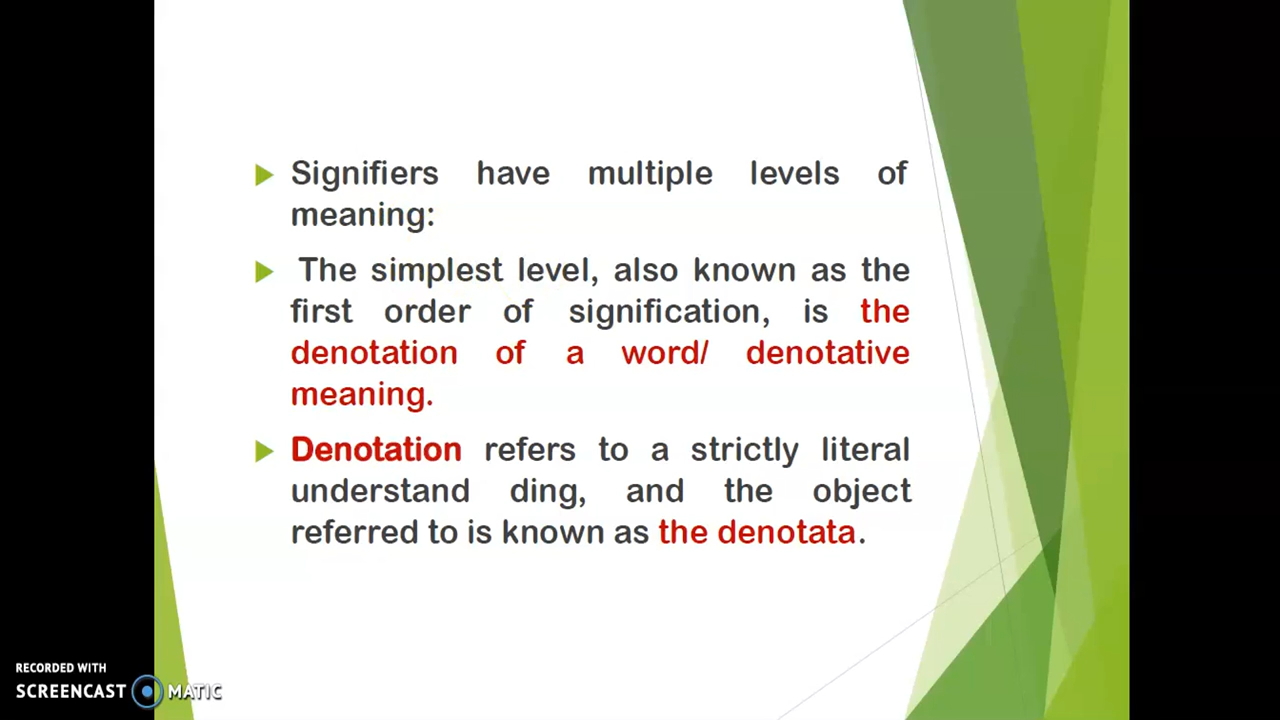 Signifiers have multiple levels of
meaning:
The simplest level, also known as the
first order of signification, is the
denotation of a word/ denotative
meaning.
Denotation refers to a strictly literal
understand ding, and the object
referred to is known as the denotata.
RECORDED WITH
SCREENCAST MATIC